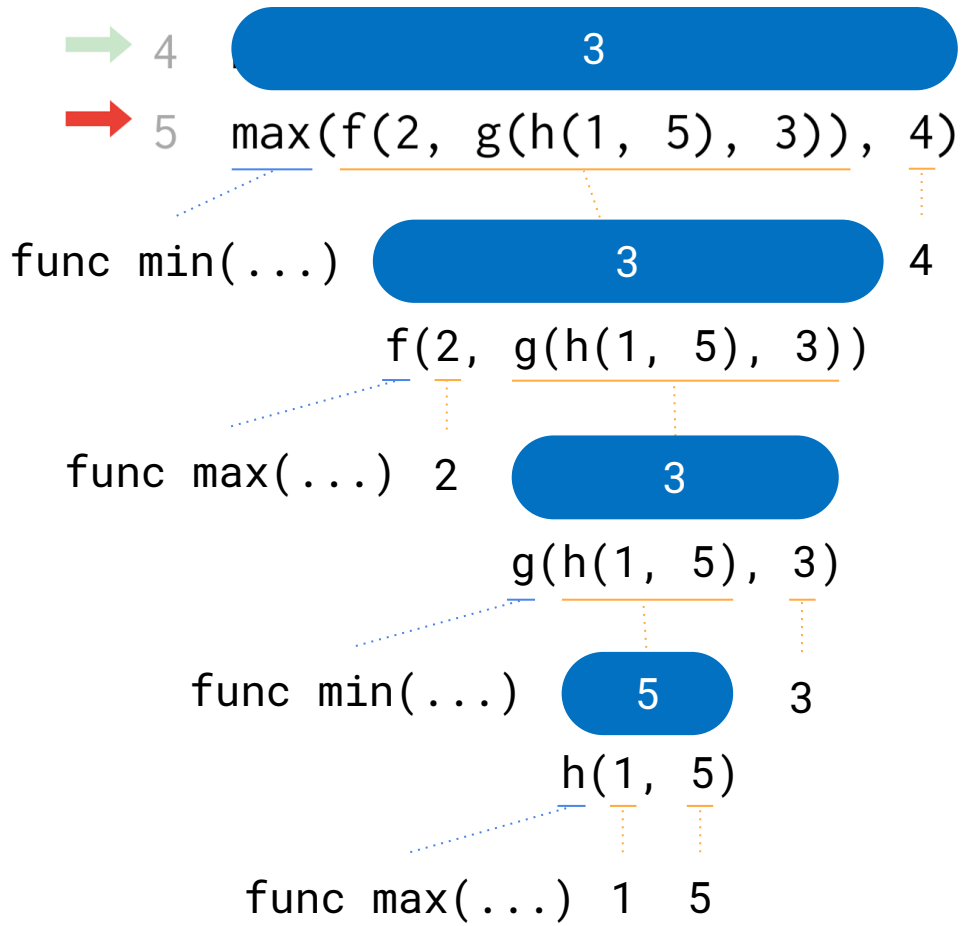 4 3
5 max(f(2, g(h(1, 5), 3)), 4)
func min(...) 3 4
f(2, g(h(1, 5), 3))
func max(...) 2 3
g(h(1, 5), 3)
func min(...) 5 3
h(1, 5)
func max(...) 1 5